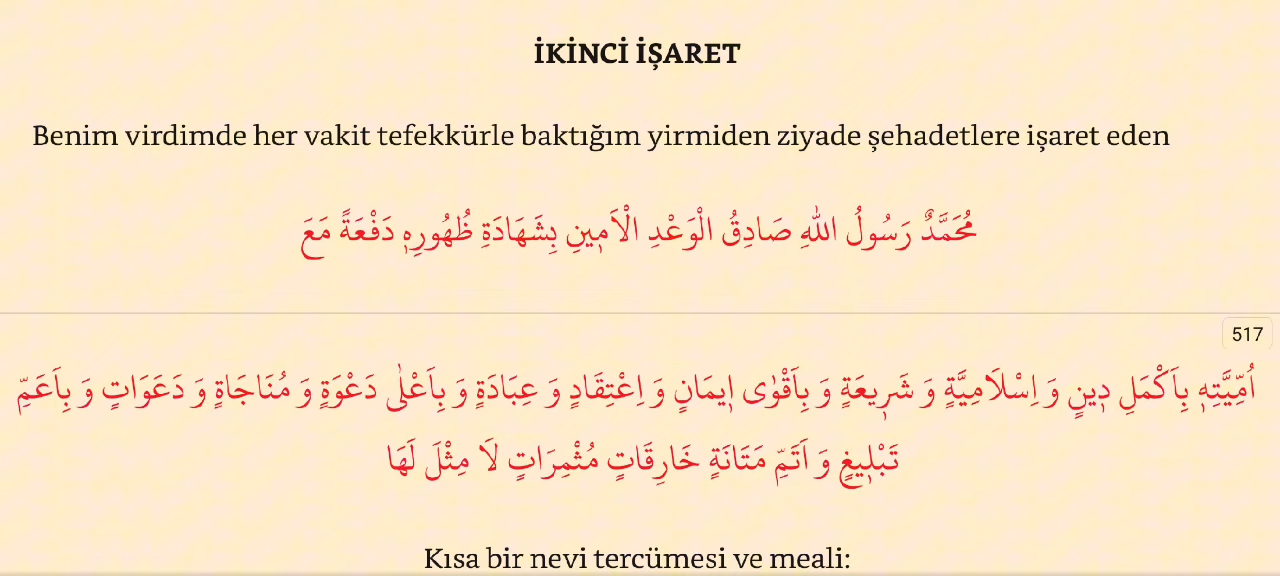 İKİNCİ İŞARET
Benim virdimde her vakit tefekkürle baktığım yirmiden ziyade şehadetlere işaret eden
مُحَمَّدٌ رَسُولُ اللّٰهِ صَادِقُ الْوَعْدِ الْاَمٖينِ بِشَهَادَةِ ظُهُورِهٖ دَفْعَةً مَعَ
517
اُمِّيَّتِهٖ بِاَكْمَلِ دٖينٍ وَ اِسْلَامِيَّةٍ وَ شَرٖيعَةٍ وَ بِاَقْوٰى اٖيمَانٍ وَ اِعْتِقَادٍ وَ عِبَادَةٍ وَ بِاَعْلٰى دَعْوَةٍ وَ مُنَاجَاةٍ وَ دَعَوَاتٍ وَ بِاَعَمِّ
تَبْلٖيغٍ وَ اَتَمِّ مَتَانَةٍ خَارِقَاتٍ مُثْمِرَاتٍ لَا مِثْلَ لَهَا
Kısa bir nevi tercümesi ve meali: